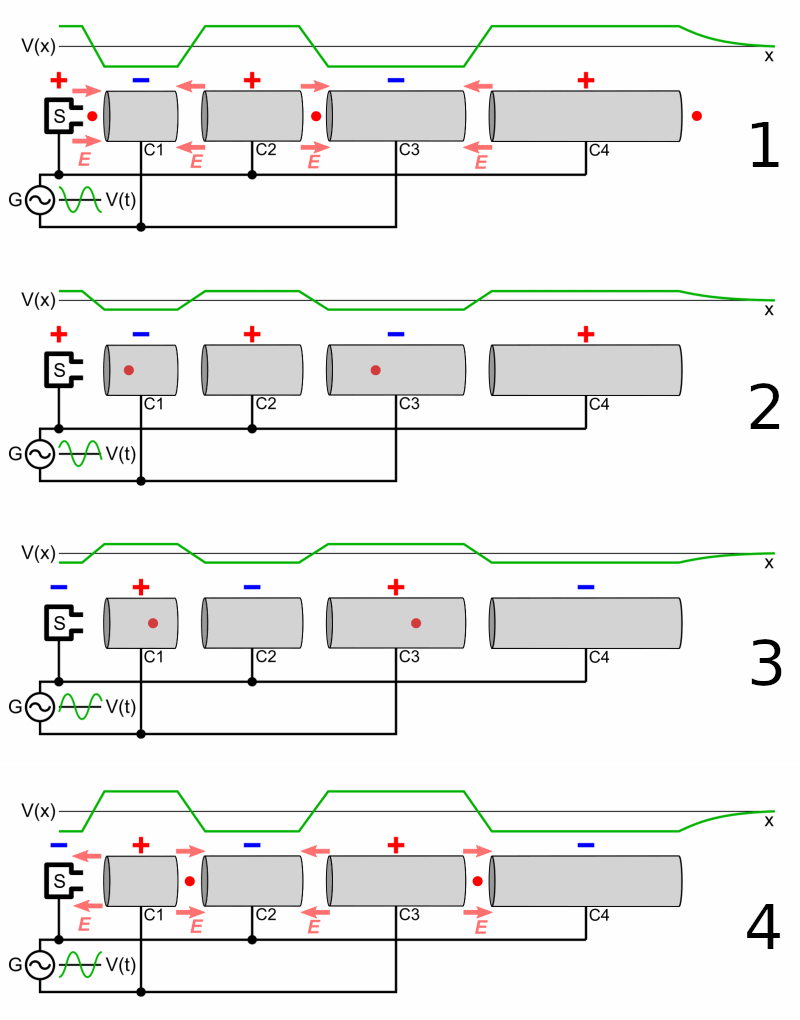 V(x) x
+ − + − +
S
E E E E
C1 C2 C3 C4
1
G V(t)
V(x) x
+ − + − +
S
C1 C2 C3 C4
2
G V(t)
V(x) x
− + − + −
S
C1 C2 C3 C4
3
G V(t)
V(x) x
− + − + −
S
E E E E
C1 C2 C3 C4
4
G V(t)